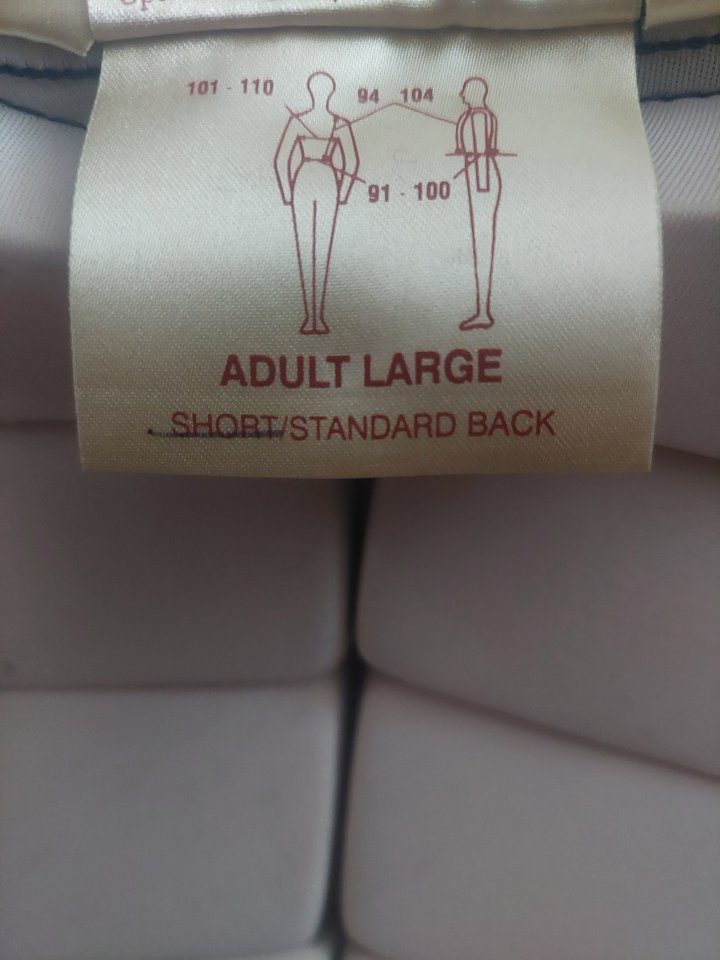 101 - 110
94 104
91 - 100
ADULT LARGE
SHORT/STANDARD BACK